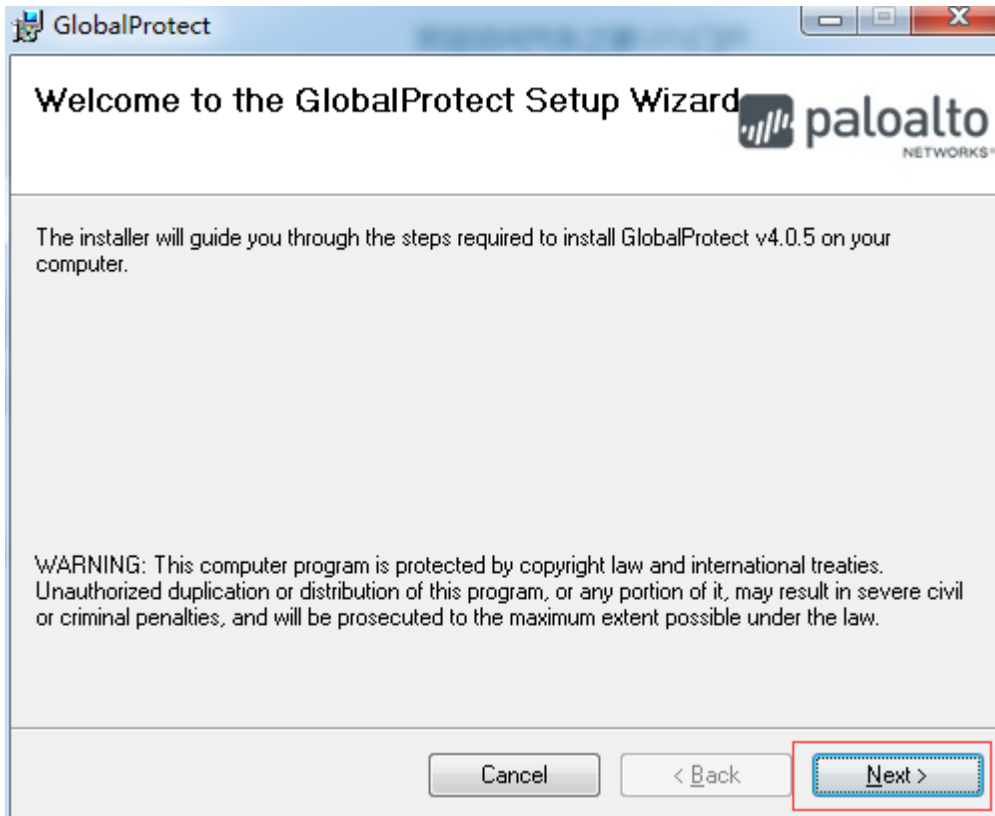 GlobalProtect
Welcome to the GlobalProtect Setup Wizard
paloalto
NETWORKS
The installer will guide you through the steps required to install GlobalProtect v4.0.5 on your
computer.
WARNING: This computer program is protected by copyright law and international treaties.
Unauthorized duplication or distribution of this program, or any portion of it, may result in severe civil
or criminal penalties, and will be prosecuted to the maximum extent possible under the law.
Cancel
< Back
Next >